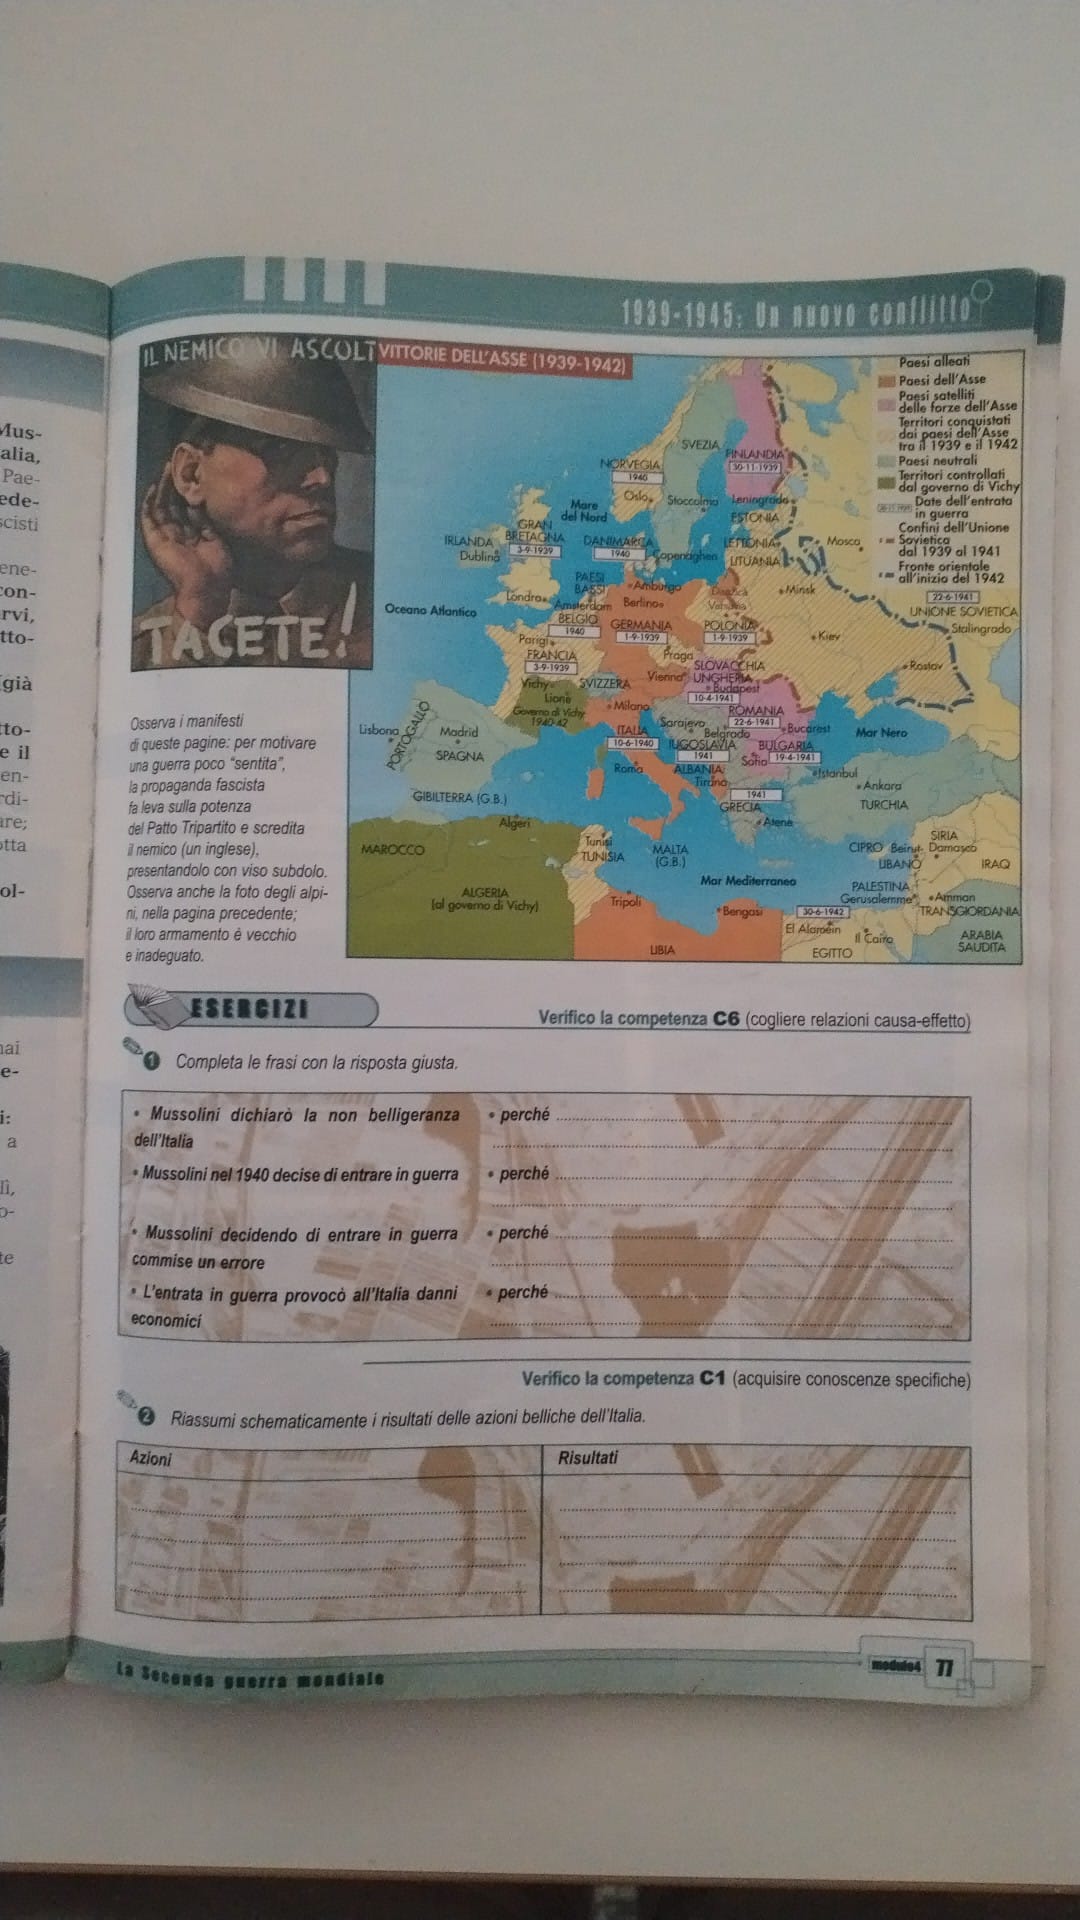 1939-1945: Un nuovo conflitto
IL NEMICO VI ASCOLT
TACETE!
VITTORIE DELL'ASSE (1939-1942)
Paesi alleati
Paesi dell'Asse
Paesi satelliti
delle forze dell'Asse
Territori conquistati
dai paesi dell'Asse
tra il 1939 e il 1942
Paesi neutrali
Territori controllati
dal governo di Vichy
Date dell'entrata
in guerra
Confini dell'Unione
Sovietica
dal 1939 al 1941
Fronte orientale
all'inizio del 1942
SVEZIA
FINLANDIA
30-11-1939
NORVEGIA
1940
Oslo
Stoccolma
Leningrado
ESTONIA
Mare
del Nord
GRAN
BRETAGNA
3-9-1939
IRLANDA
Dublino
DANIMARCA
1940
Copenaghen
LETTONIA
LITUANIA
Mosca
Londra
PAESI
BASSI
Amsterdam
Amburgo
Berlino
Danzica
Varsavia
Minsk
22-6-1941
UNIONE SOVIETICA
Stalingrado
Oceano Atlantico
BELGIO
1940
GERMANIA
1-9-1939
POLONIA
1-9-1939
Kiev
Parigi
FRANCIA
3-9-1939
Praga
SLOVACCHIA
Rostov
Vichy
SVIZZERA
Vienna
UNGHERIA
Budapest
10-4-1941
Lione
Governo di Vichy
1940-42
Milano
ROMANIA
22-6-1941
Bucarest
Mar Nero
Lisbona
PORTOGALLO
Madrid
SPAGNA
ITALIA
10-6-1940
Roma
Sarajevo
Belgrado
IUGOSLAVIA
1941
BULGARIA
Sofia
19-4-1941
ALBANIA
Tirana
Istanbul
Ankara
TURCHIA
GIBILTERRA (G.B.)
1941
GRECIA
Atene
Algeri
MAROCCO
Tunisi
TUNISIA
MALTA
(G.B.)
CIPRO
Beirut
SIRIA
Damasco
LIBANO
IRAQ
ALGERIA
(al governo di Vichy)
Mar Mediterraneo
PALESTINA
Gerusalemme
Amman
TRANSGIORDANIA
Tripoli
Bengasi
30-6-1942
El Alamein
Il Cairo
LIBIA
EGITTO
ARABIA
SAUDITA
Osserva i manifesti
di queste pagine: per motivare
una guerra poco "sentita",
la propaganda fascista
fa leva sulla potenza
del Patto Tripartito e scredita
il nemico (un inglese),
presentandolo con viso subdolo.
Osserva anche la foto degli alpi-
ni, nella pagina precedente;
il loro armamento è vecchio
e inadeguato.
ESERCIZI
Verifico la competenza C6 (cogliere relazioni causa-effetto)
1 Completa le frasi con la risposta giusta.
• Mussolini dichiarò la non belligeranza • perché
dell'Italia
• Mussolini nel 1940 decise di entrare in guerra • perché
• Mussolini decidendo di entrare in guerra • perché
commise un errore
• L'entrata in guerra provocò all'Italia danni • perché
economici
Verifico la competenza C1 (acquisire conoscenze specifiche)
2 Riassumi schematicamente i risultati delle azioni belliche dell'Italia.
Azioni Risultati
La Seconda guerra mondiale
modulo4 77